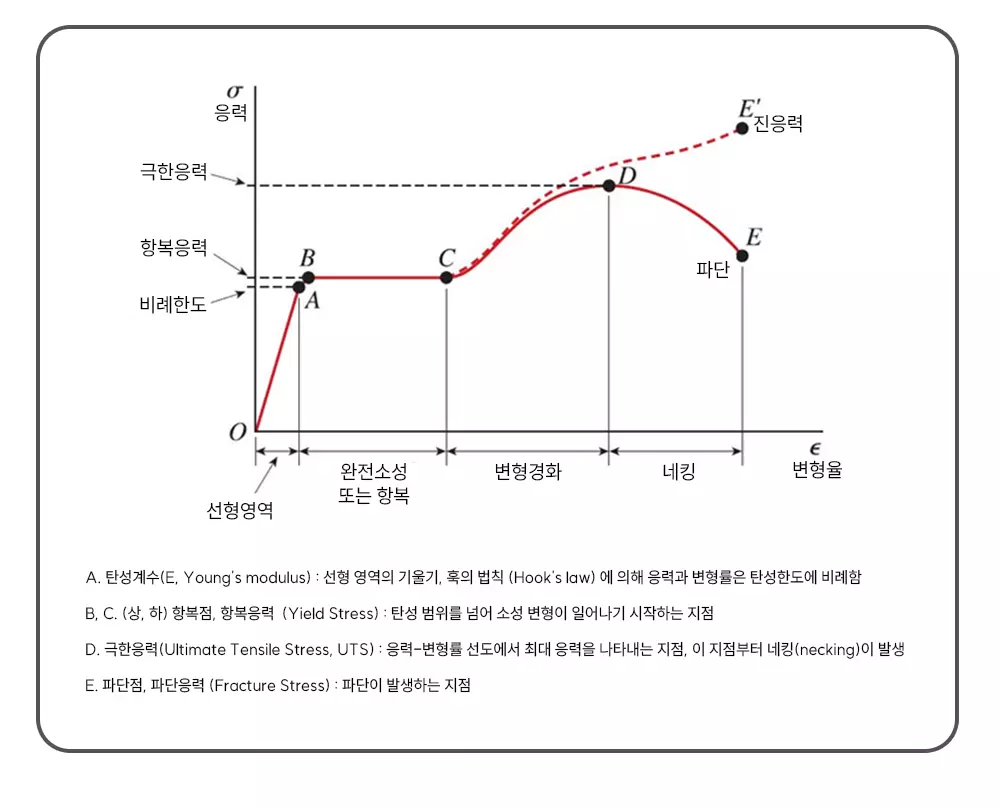 σ
응력
E'
진응력
극한응력
D
항복응력
B
C
E
파단
비례한도
A
O
ϵ
완전소성
또는 항복
변형경화
네킹
변형율
선형영역
A. 탄성계수(E, Young's modulus) : 선형 영역의 기울기, 혹의 법칙 (Hook's law) 에 의해 응력과 변형률은 탄성한도에 비례함
B, C. (상, 하) 항복점, 항복응력 (Yield Stress) : 탄성 범위를 넘어 소성 변형이 일어나기 시작하는 지점
D. 극한응력(Ultimate Tensile Stress, UTS) : 응력-변형률 선도에서 최대 응력을 나타내는 지점, 이 지점부터 네킹(necking)이 발생
E. 파단점, 파단응력 (Fracture Stress) : 파단이 발생하는 지점